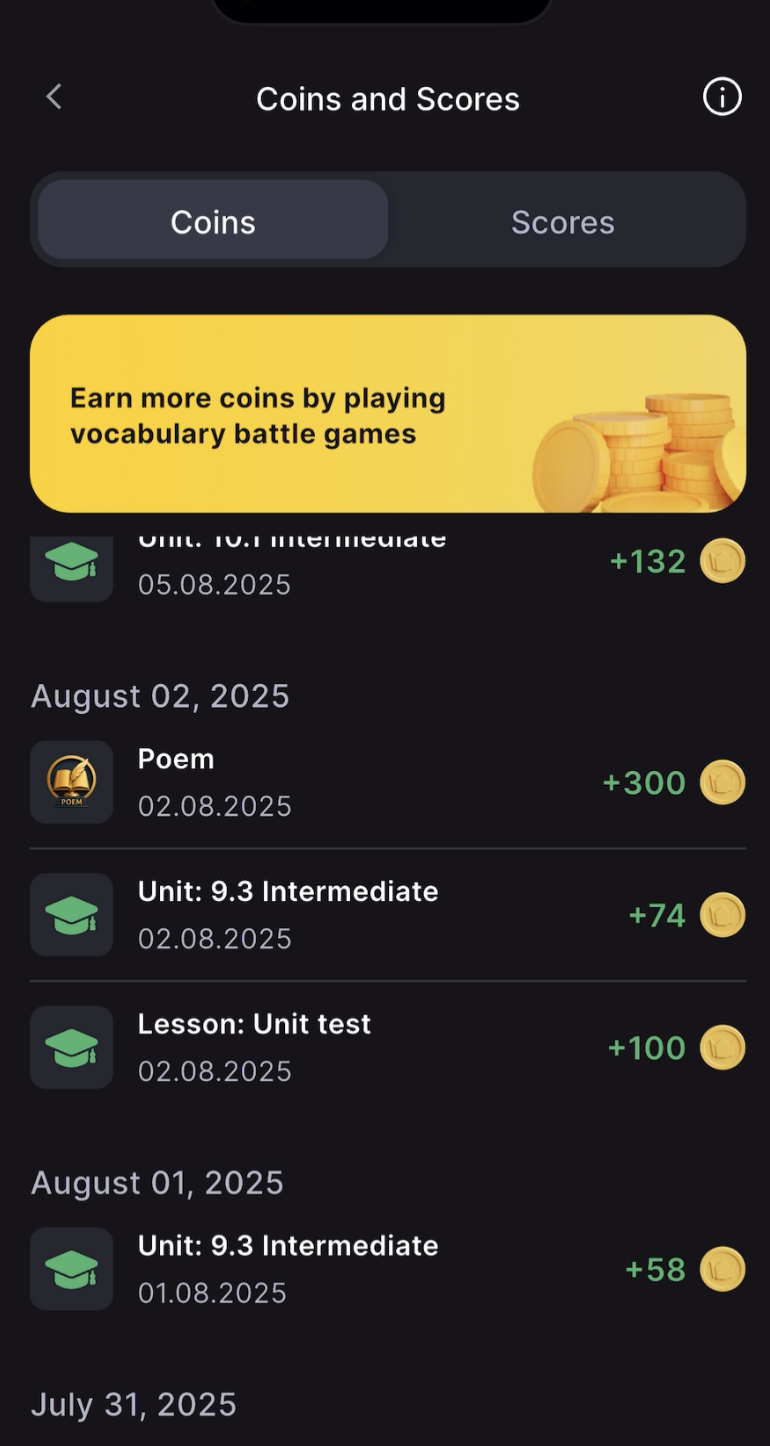 Coins and Scores
Coins
Scores
Earn more coins by playing
vocabulary battle games
Unit: 10.1 Intermediate
+132
05.08.2025
August 02, 2025
Poem
+300
POEM
02.08.2025
Unit: 9.3 Intermediate
+74
02.08.2025
Lesson: Unit test
+100
02.08.2025
August 01, 2025
Unit: 9.3 Intermediate
+58
01.08.2025
July 31, 2025